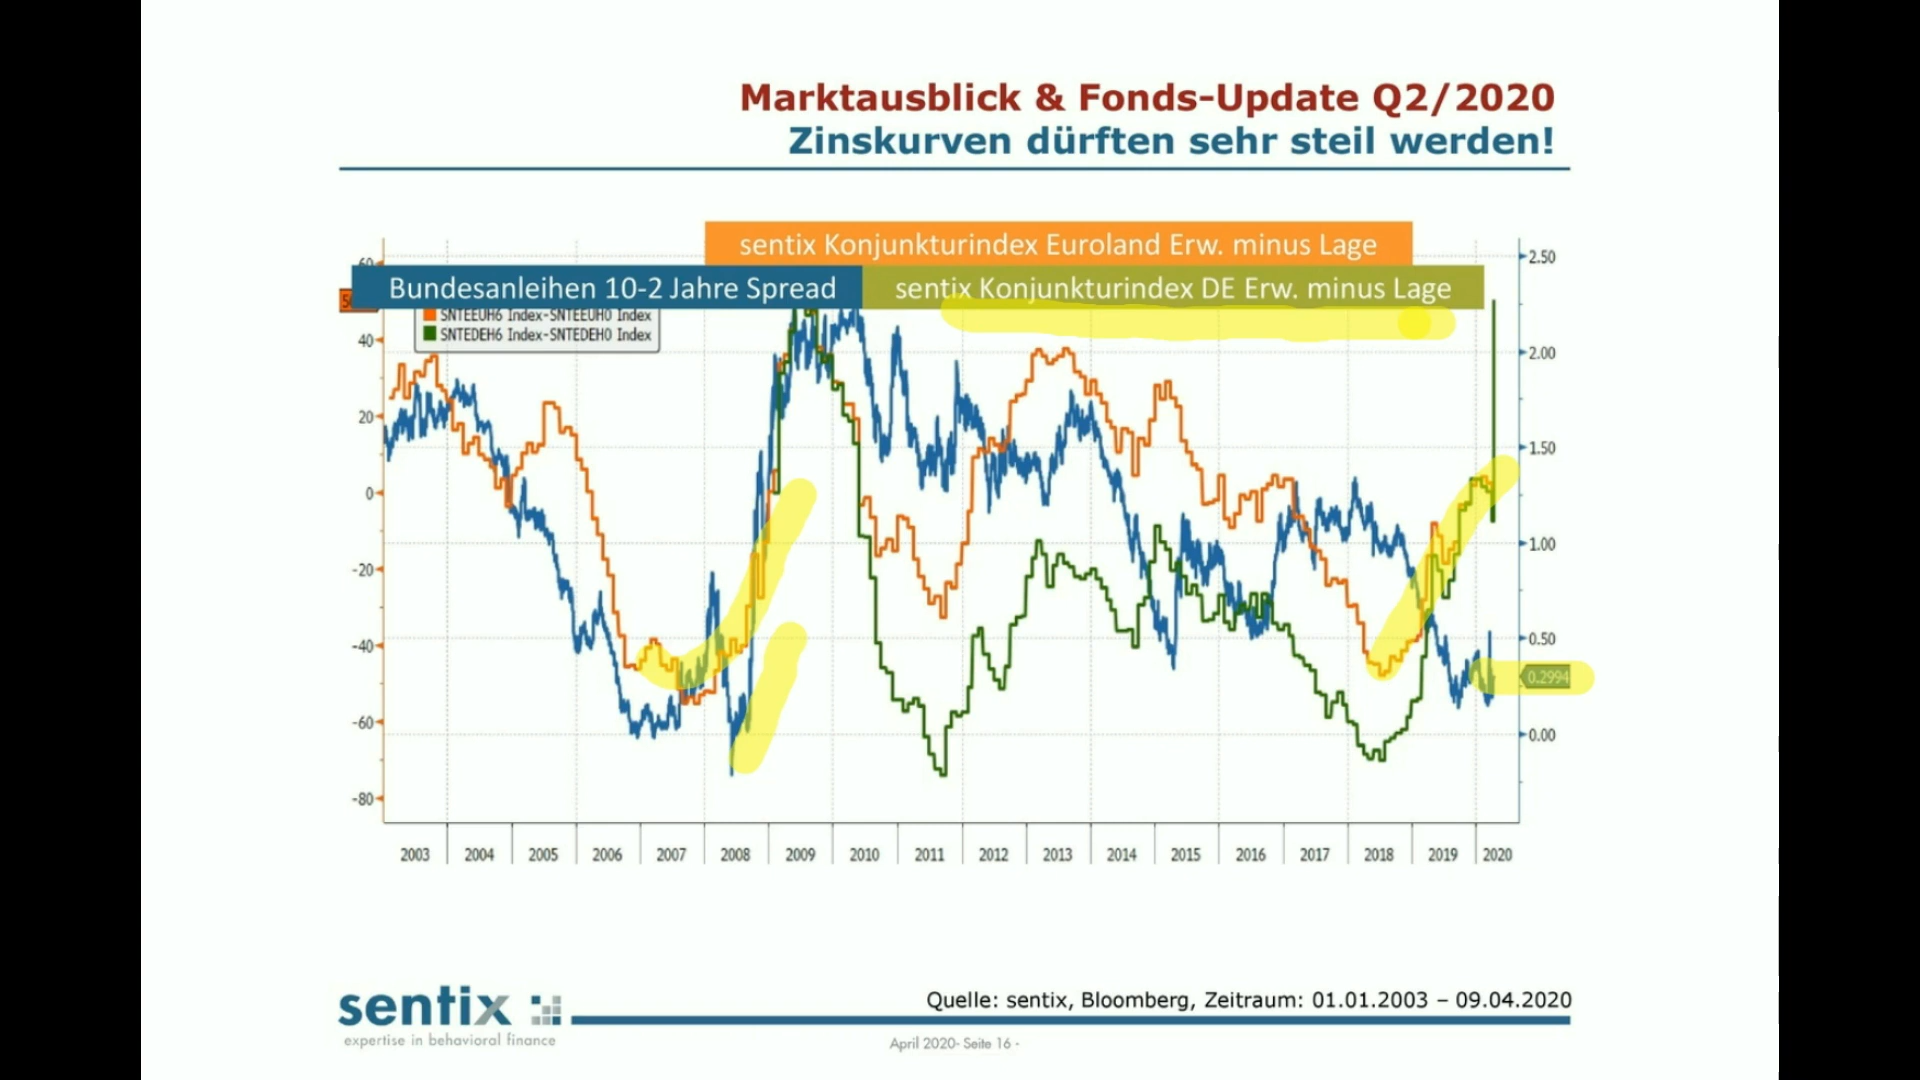 Marktausblick & Fonds-Update Q2/2020
Zinskurven dürften sehr steil werden!
sentix Konjunkturindex Euroland Erw. minus Lage
Bundesanleihen 10-2 Jahre Spread
sentix Konjunkturindex DE Erw. minus Lage
SNTEEUH6 Index-SNTEEUH0 Index
SNTEDEH6 Index-SNTEDEH0 Index
60
40
20
0
-20
-40
-60
-80
2.50
2.00
1.50
1.00
0.50
0.2994
0.00
2003 2004 2005 2006 2007 2008 2009 2010 2011 2012 2013 2014 2015 2016 2017 2018 2019 2020
sentix
expertise in behavioral finance
Quelle: sentix, Bloomberg, Zeitraum: 01.01.2003 – 09.04.2020
April 2020- Seite 16 -